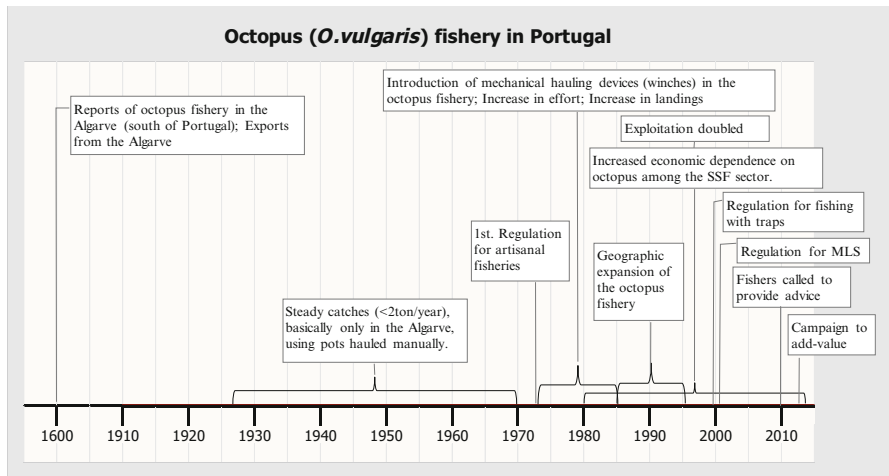 Octopus (O.vulgaris) fishery in Portugal
Introduction of mechanical hauling devices (winches) in the
octopus fishery; Increase in effort; Increase in landings
Reports of octopus fishery in the
Algarve (south of Portugal); Exports
from the Algarve
Exploitation doubled
Increased economic dependence on
octopus among the SSF sector.
Regulation for fishing
with traps
1st. Regulation
for artisanal
fisheries
Regulation for MLS
Geographic
expansion of
the octopus
fishery
Fishers called to
provide advice
Steady catches (<2ton/year),
basically only in the Algarve,
using pots hauled manually.
Campaign to
add-value
1600 1910 1920 1930 1940 1950 1960 1970 1980 1990 2000 2010